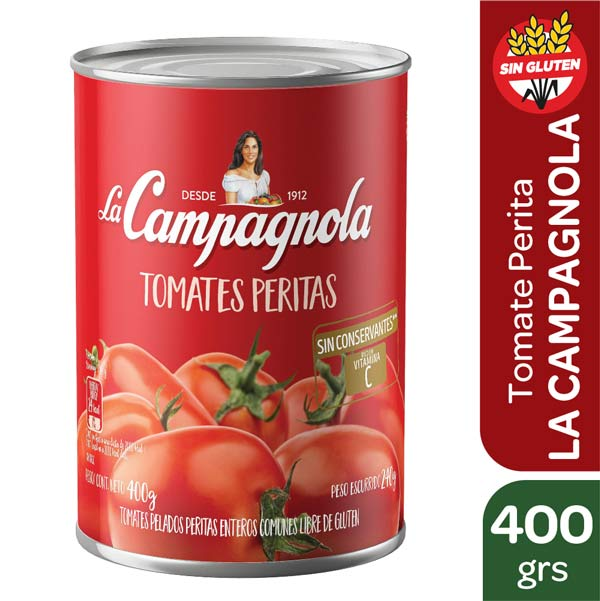 DESDE 1912
La Campagnola
TOMATES PERITAS
SIN CONSERVANTES**
VITAMINA
C
PESO CONT. NETO 400g
PESO ESCURRIDO 240g
TOMATES PELADOS PERITAS ENTEROS COMUNES LIBRE DE GLUTEN
SIN GLUTEN
Tomate Perita
LA CAMPAGNOLA
400
grs